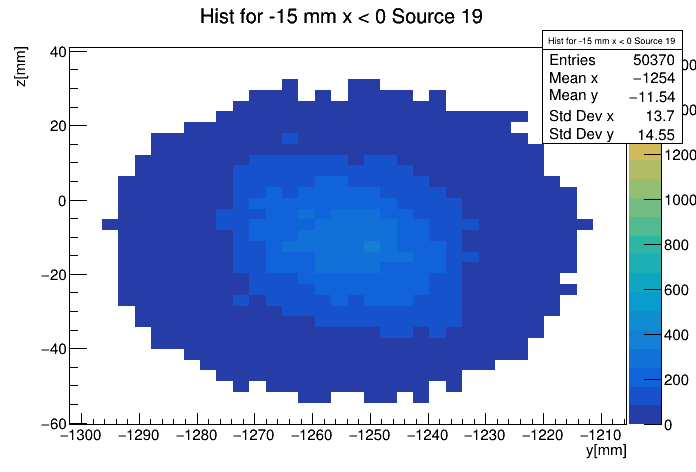 Hist for -15 mm x < 0 Source 19
Hist for -15 mm x < 0 Source 19
Entries 50370
Mean x −1254
Mean y −11.54
Std Dev x 13.7
Std Dev y 14.55
z[mm]
40
20
0
−20
−40
−60
−1300 −1290 −1280 −1270 −1260 −1250 −1240 −1230 −1220 −1210
y[mm]
1200
1000
800
600
400
200
0